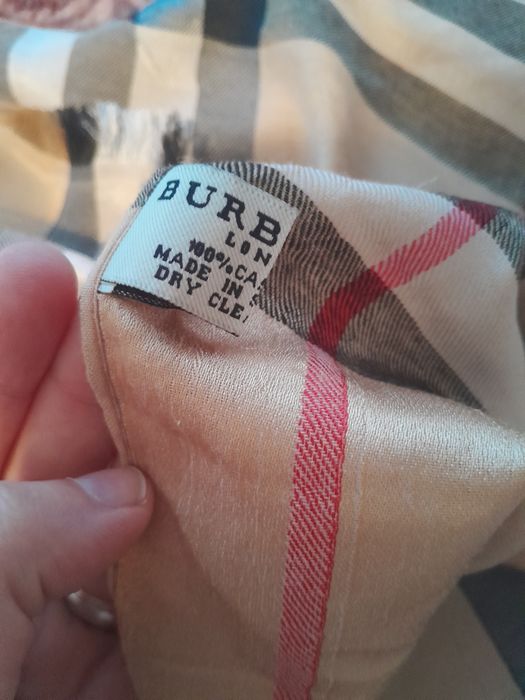 BURB
LON
100% CA
MADE IN
DRY CLE